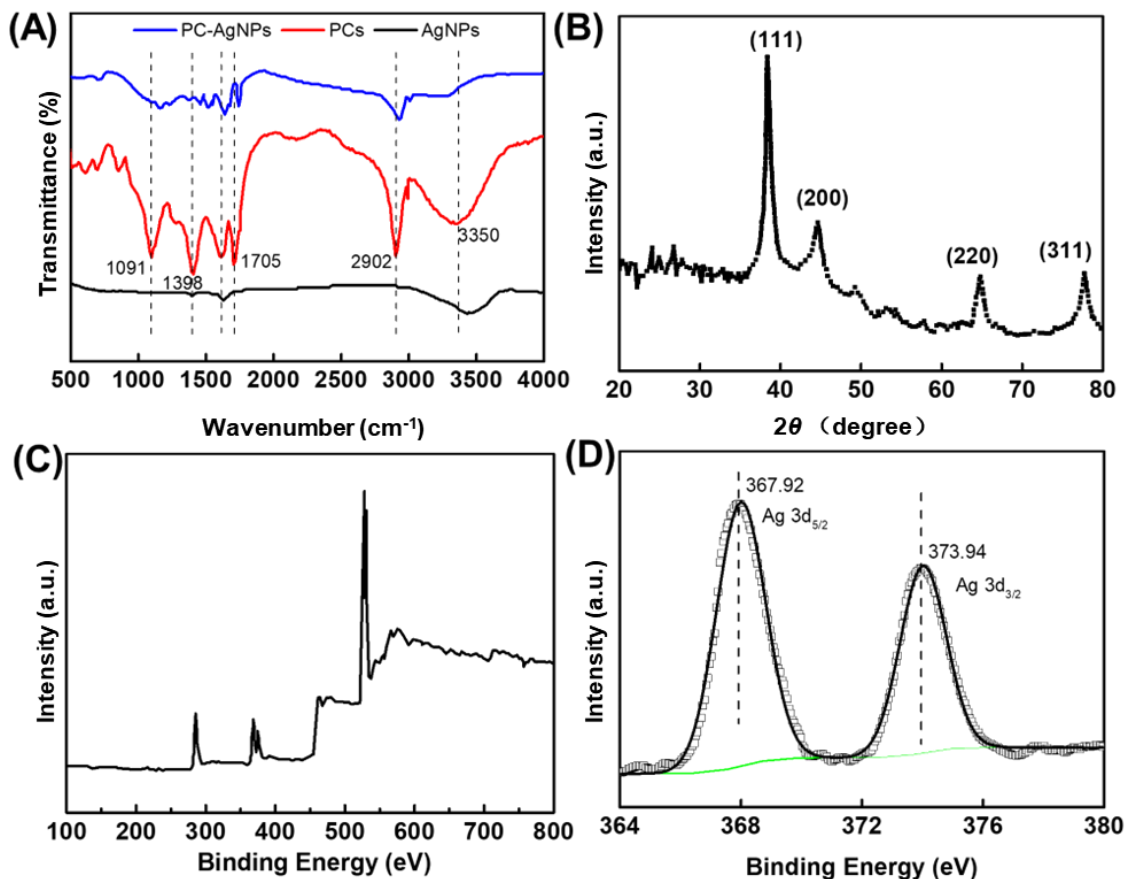 (A)
PC-AgNPs PCs AgNPs
Transmittance (%)
1091
1398
1705
2902
3350
500 1000 1500 2000 2500 3000 3500 4000
Wavenumber (cm⁻¹)
(B)
(111)
(200)
(220)
(311)
Intensity (a.u.)
20 30 40 50 60 70 80
2θ （degree）
(C)
Intensity (a.u.)
100 200 300 400 500 600 700 800
Binding Energy (eV)
(D)
367.92
Ag 3d5/2
373.94
Ag 3d3/2
Intensity (a.u.)
364 368 372 376 380
Binding Energy (eV)